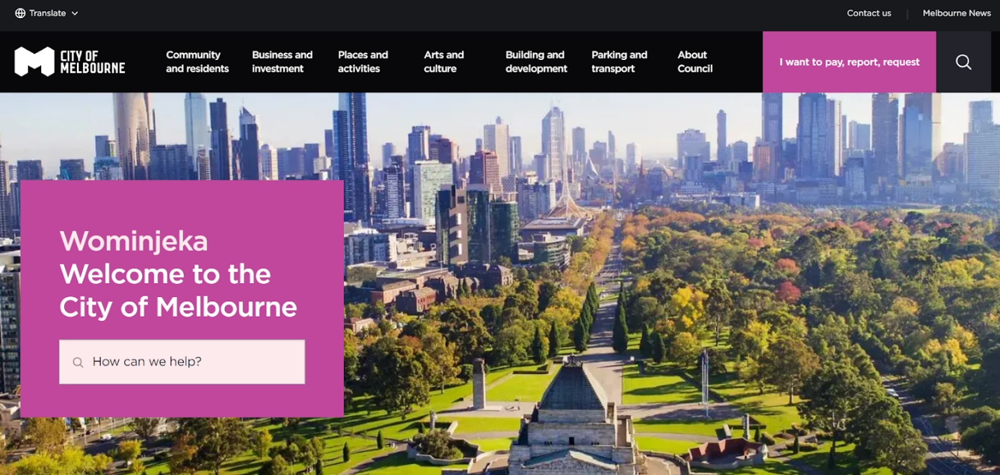 Translate
Contact us
Melbourne News
CITY OF
MELBOURNE
Community
and residents
Business and
investment
Places and
activities
Arts and
culture
Building and
development
Parking and
transport
About
Council
I want to pay, report, request
Wominjeka
Welcome to the
City of Melbourne
How can we help?